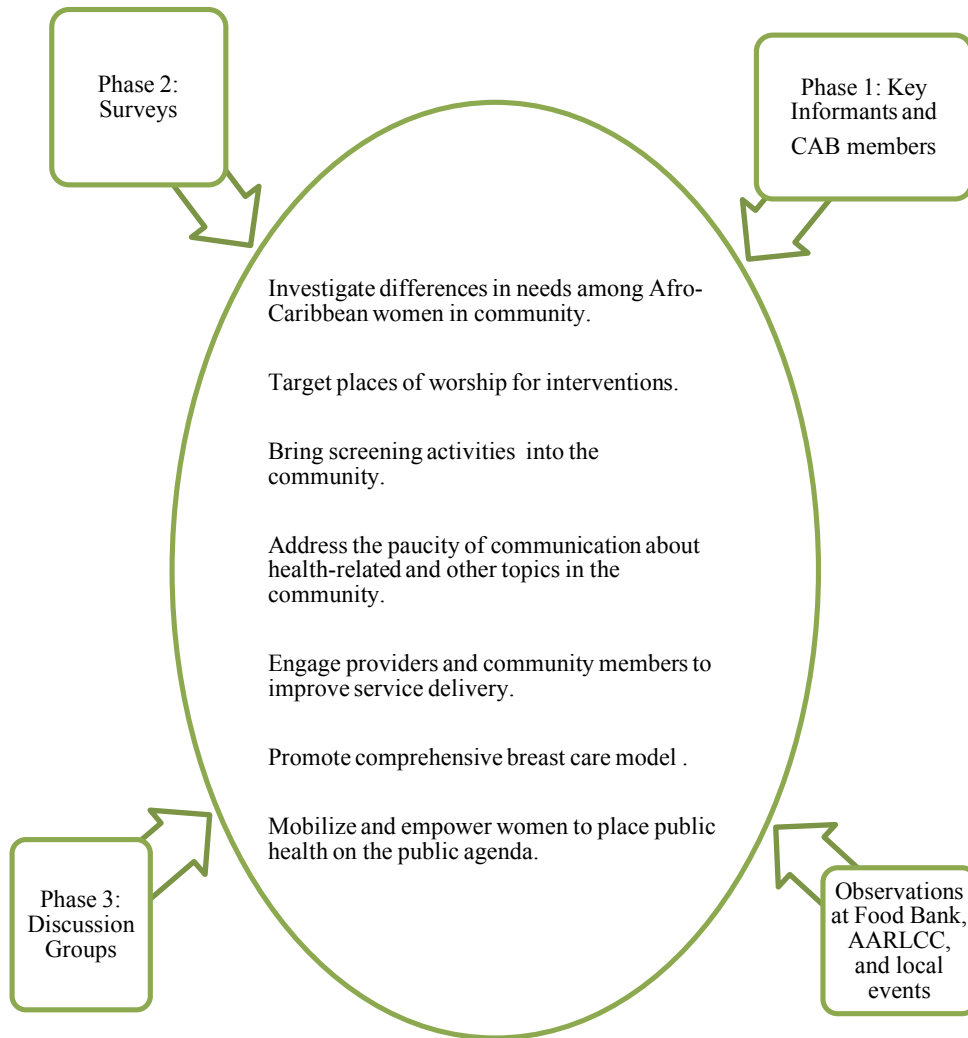 Phase 2:
Surveys
Phase 1: Key
Informants and
CAB members
Investigate differences in needs among Afro-
Caribbean women in community.
Target places of worship for interventions.
Bring screening activities into the
community.
Address the paucity of communication about
health-related and other topics in the
community.
Engage providers and community members to
improve service delivery.
Promote comprehensive breast care model .
Mobilize and empower women to place public
health on the public agenda.
Phase 3:
Discussion
Groups
Observations
at Food Bank,
AARLCC,
and local
events